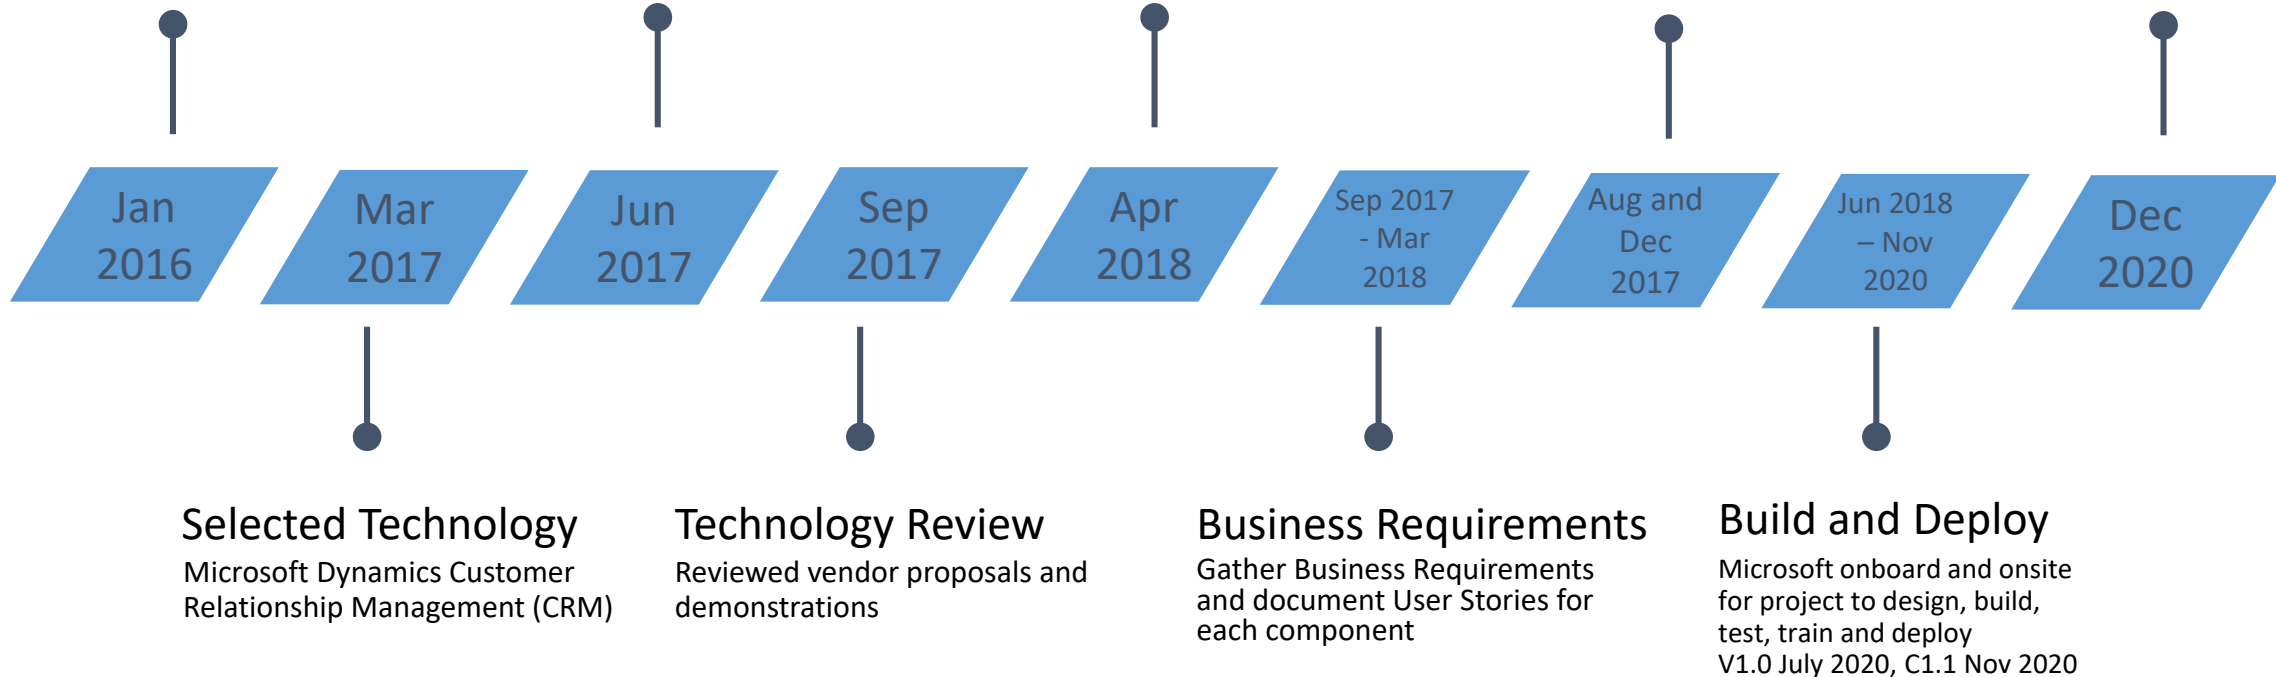 Jan
2016
Mar
2017
Jun
2017
Sep
2017
Apr
2018
Sep 2017
- Mar
2018
Aug and
Dec
2017
Jun 2018
– Nov
2020
Dec
2020
Selected Technology
Microsoft Dynamics Customer
Relationship Management (CRM)
Technology Review
Reviewed vendor proposals and
demonstrations
Business Requirements
Gather Business Requirements
and document User Stories for
each component
Build and Deploy
Microsoft onboard and onsite
for project to design, build,
test, train and deploy
V1.0 July 2020, C1.1 Nov 2020